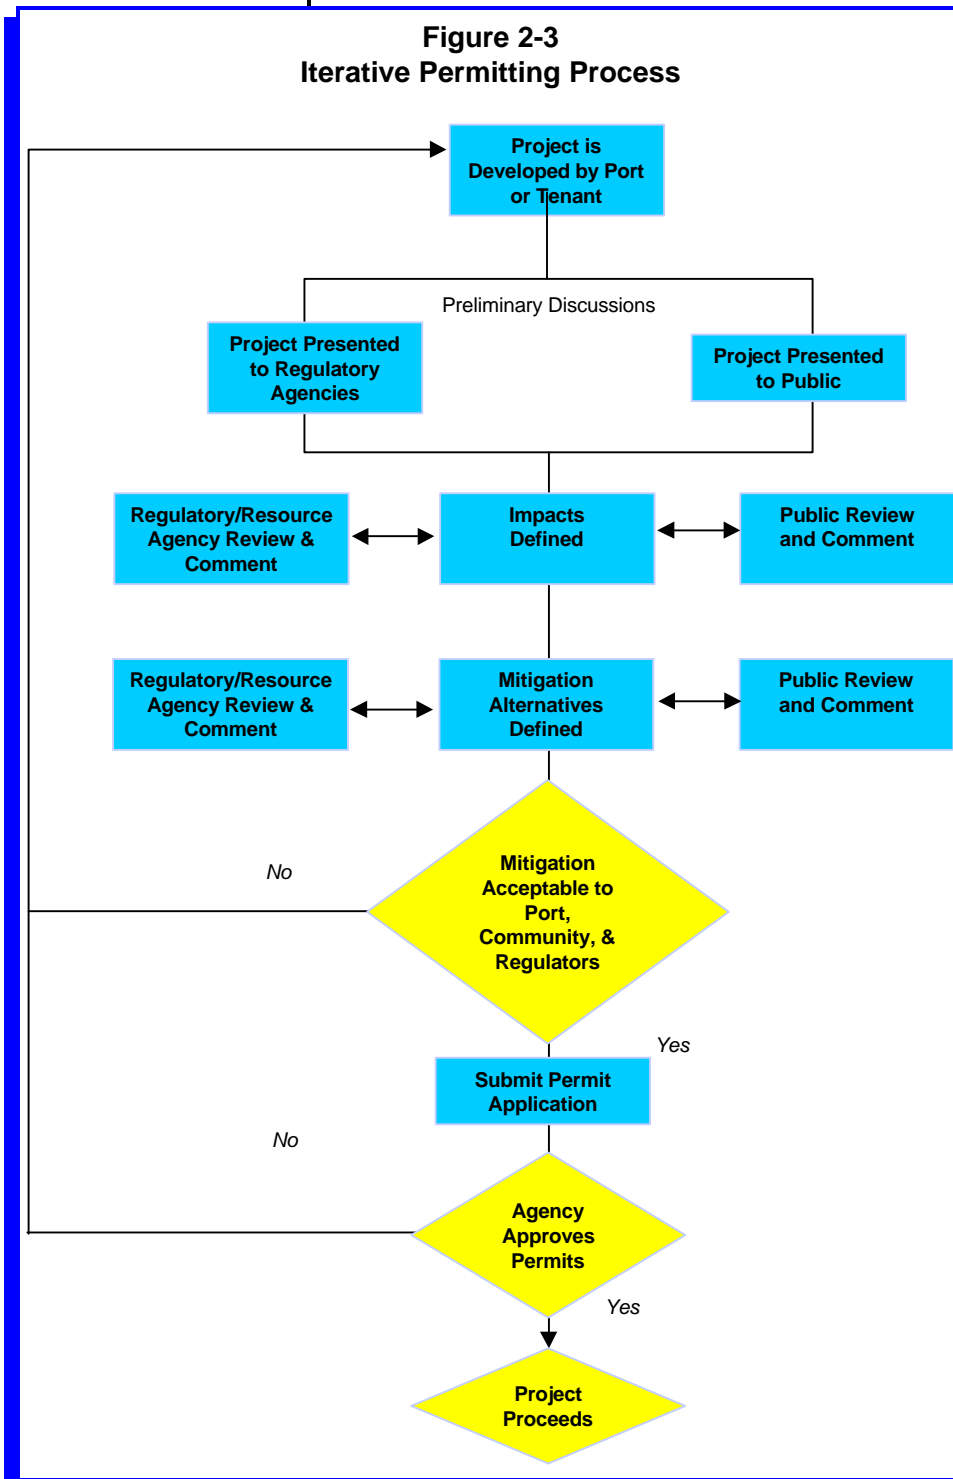 Figure 2-3
Iterative Permitting Process
Project is
Developed by Port
or Tenant
Preliminary Discussions
Project Presented
to Regulatory
Agencies
Project Presented
to Public
Regulatory/Resource
Agency Review &
Comment
Impacts
Defined
Public Review
and Comment
Regulatory/Resource
Agency Review &
Comment
Mitigation
Alternatives
Defined
Public Review
and Comment
No
Mitigation
Acceptable to
Port,
Community, &
Regulators
Yes
Submit Permit
Application
No
Agency
Approves
Permits
Yes
Project
Proceeds